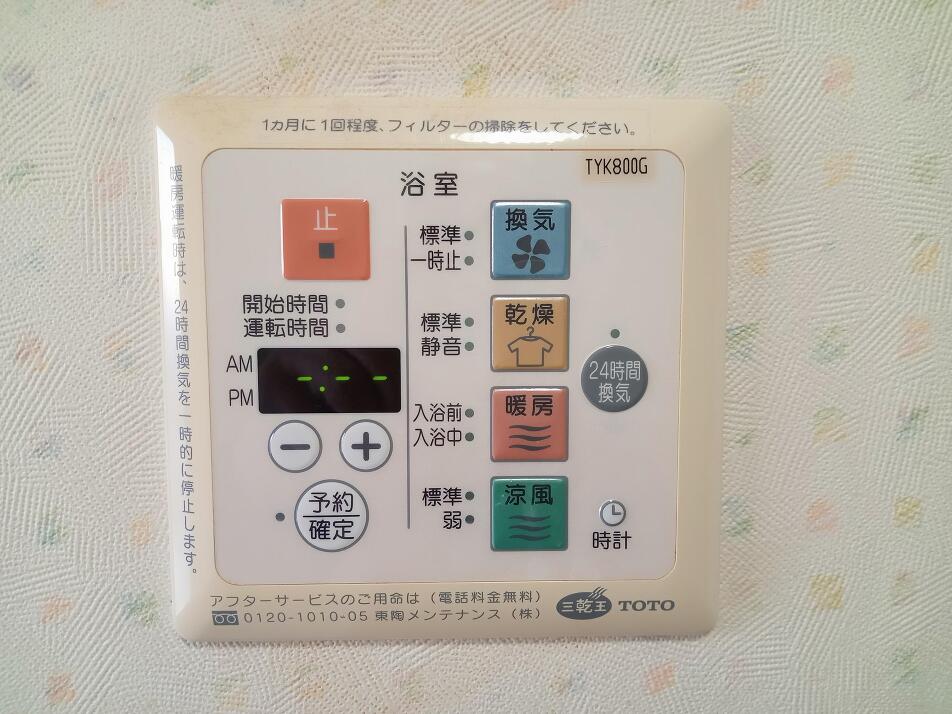 1ヵ月に1回程度、フィルターの掃除をしてください。
暖房運転時は、24時間換気を一時的に停止します。
TYK800G
浴室
止
開始時間
運転時間
AM
PM
-:--
−
+
予約
確定
標準
一時止
換気
標準
静音
乾燥
入浴前
入浴中
暖房
標準
弱
涼風
24時間
換気
時計
アフターサービスのご用命は（電話料金無料）
0120-1010-05 東陶メンテナンス（株）
三乾王 TOTO